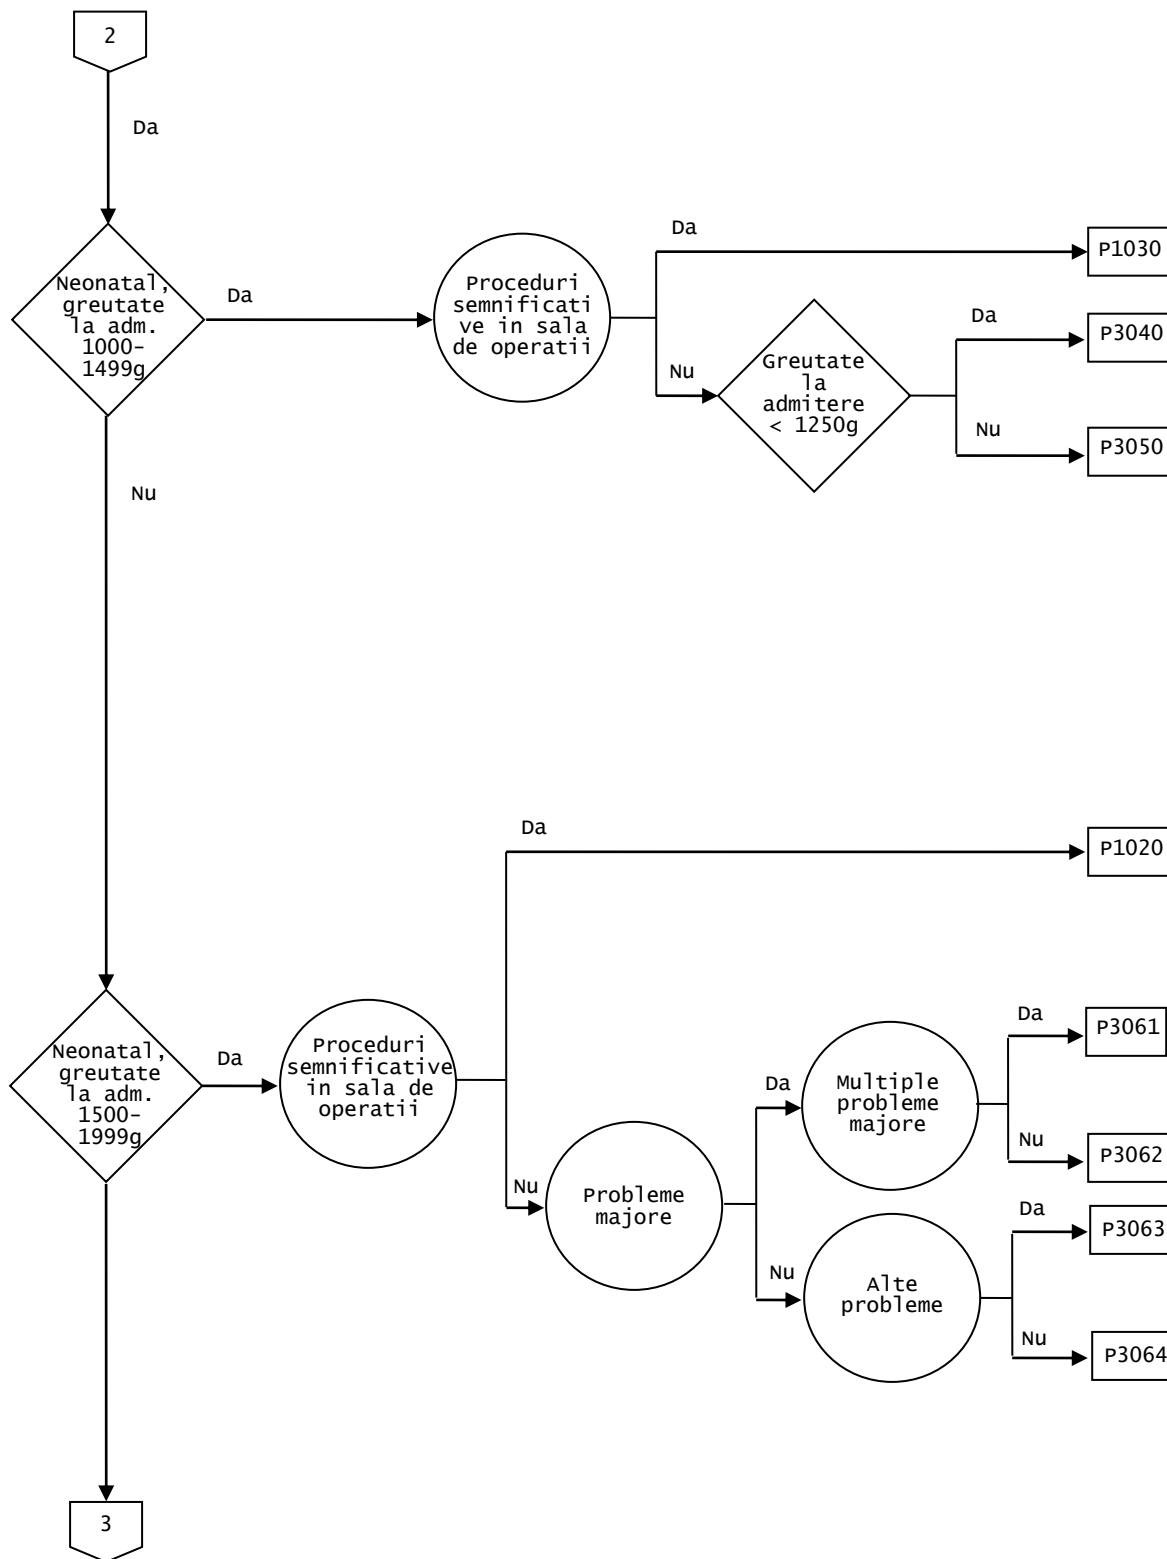 2
Da
Neonatal,
greutate
la adm.
1000-
1499g
Da
Proceduri
semnificati
ve in sala
de operatii
Da
P1030
Nu
Greutate
la
admitere
< 1250g
Da
P3040
Nu
P3050
Nu
Neonatal,
greutate
la adm.
1500-
1999g
Da
Proceduri
semnificative
in sala de
operatii
Da
P1020
Nu
Probleme
majore
Da
Multiple
probleme
majore
Da
P3061
Nu
P3062
Nu
Alte
probleme
Da
P3063
Nu
P3064
3